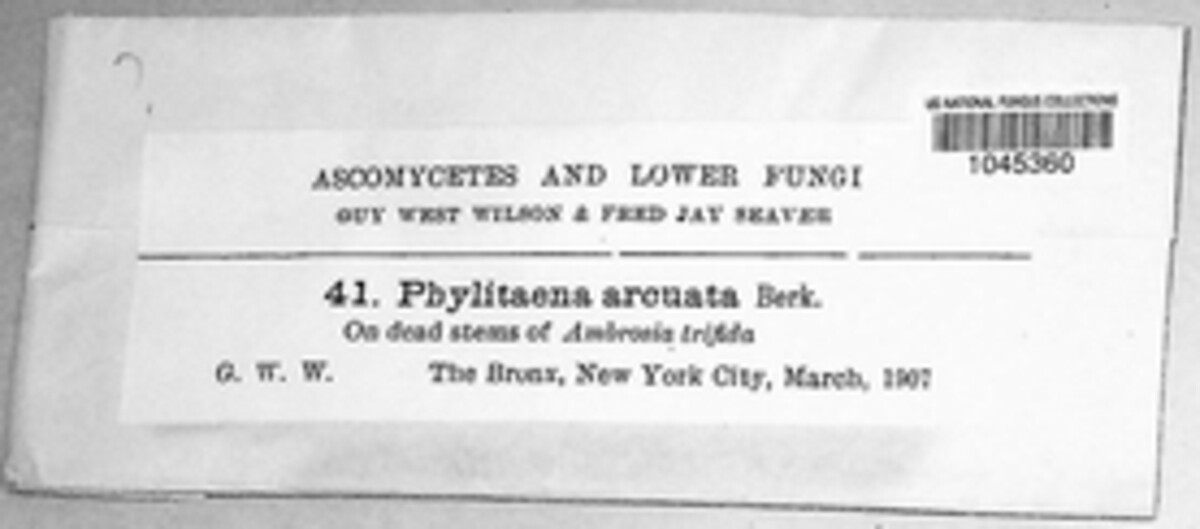 US NATIONAL FUNGUS COLLECTIONS
1045360
ASCOMYCETES AND LOWER FUNGI
GUY WEST WILSON & FRED JAY SEAVER
41. Phylitaena arcuata Berk.
On dead stems of Ambrosia trifida
G. W. W. The Bronx, New York City, March, 1907